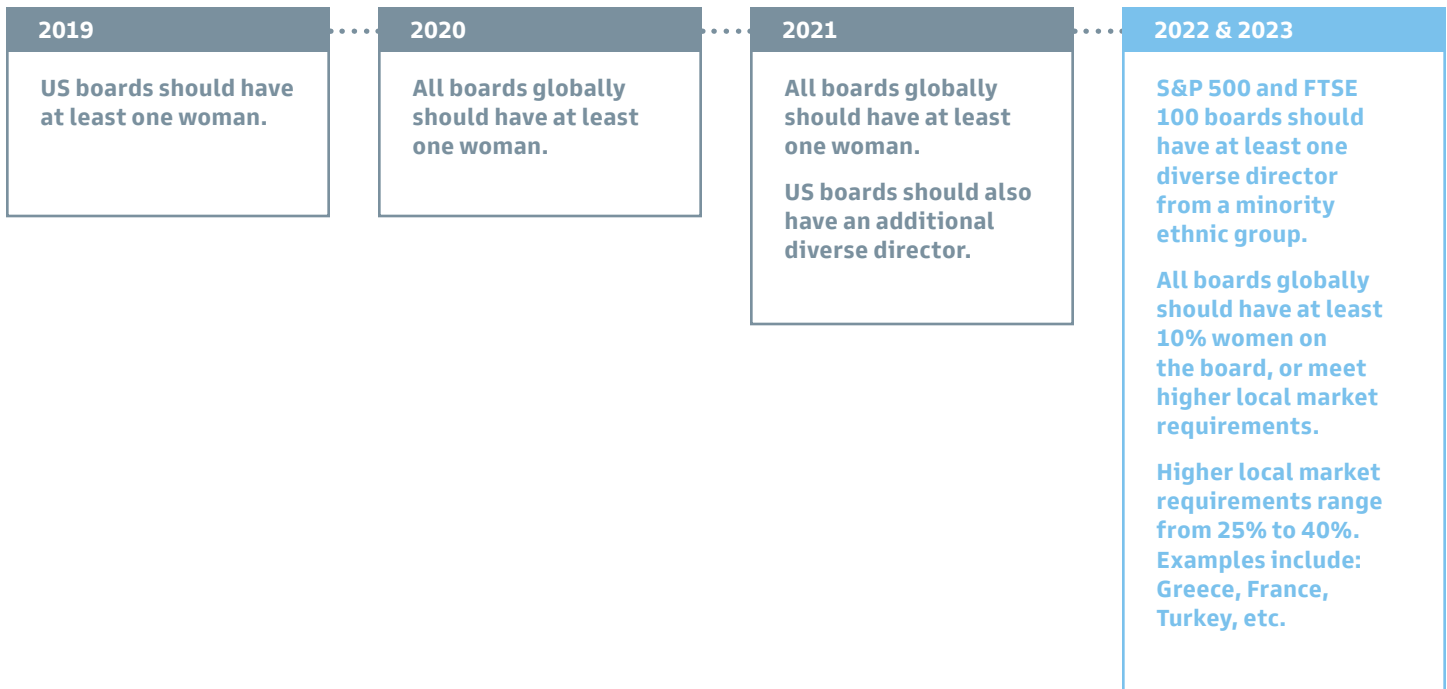 2019
US boards should have
at least one woman.
2020
All boards globally
should have at least
one woman.
2021
All boards globally
should have at least
one woman.
US boards should also
have an additional
diverse director.
2022 & 2023
S&P 500 and FTSE
100 boards should
have at least one
diverse director
from a minority
ethnic group.
All boards globally
should have at least
10% women on
the board, or meet
higher local market
requirements.
Higher local market
requirements range
from 25% to 40%.
Examples include:
Greece, France,
Turkey, etc.